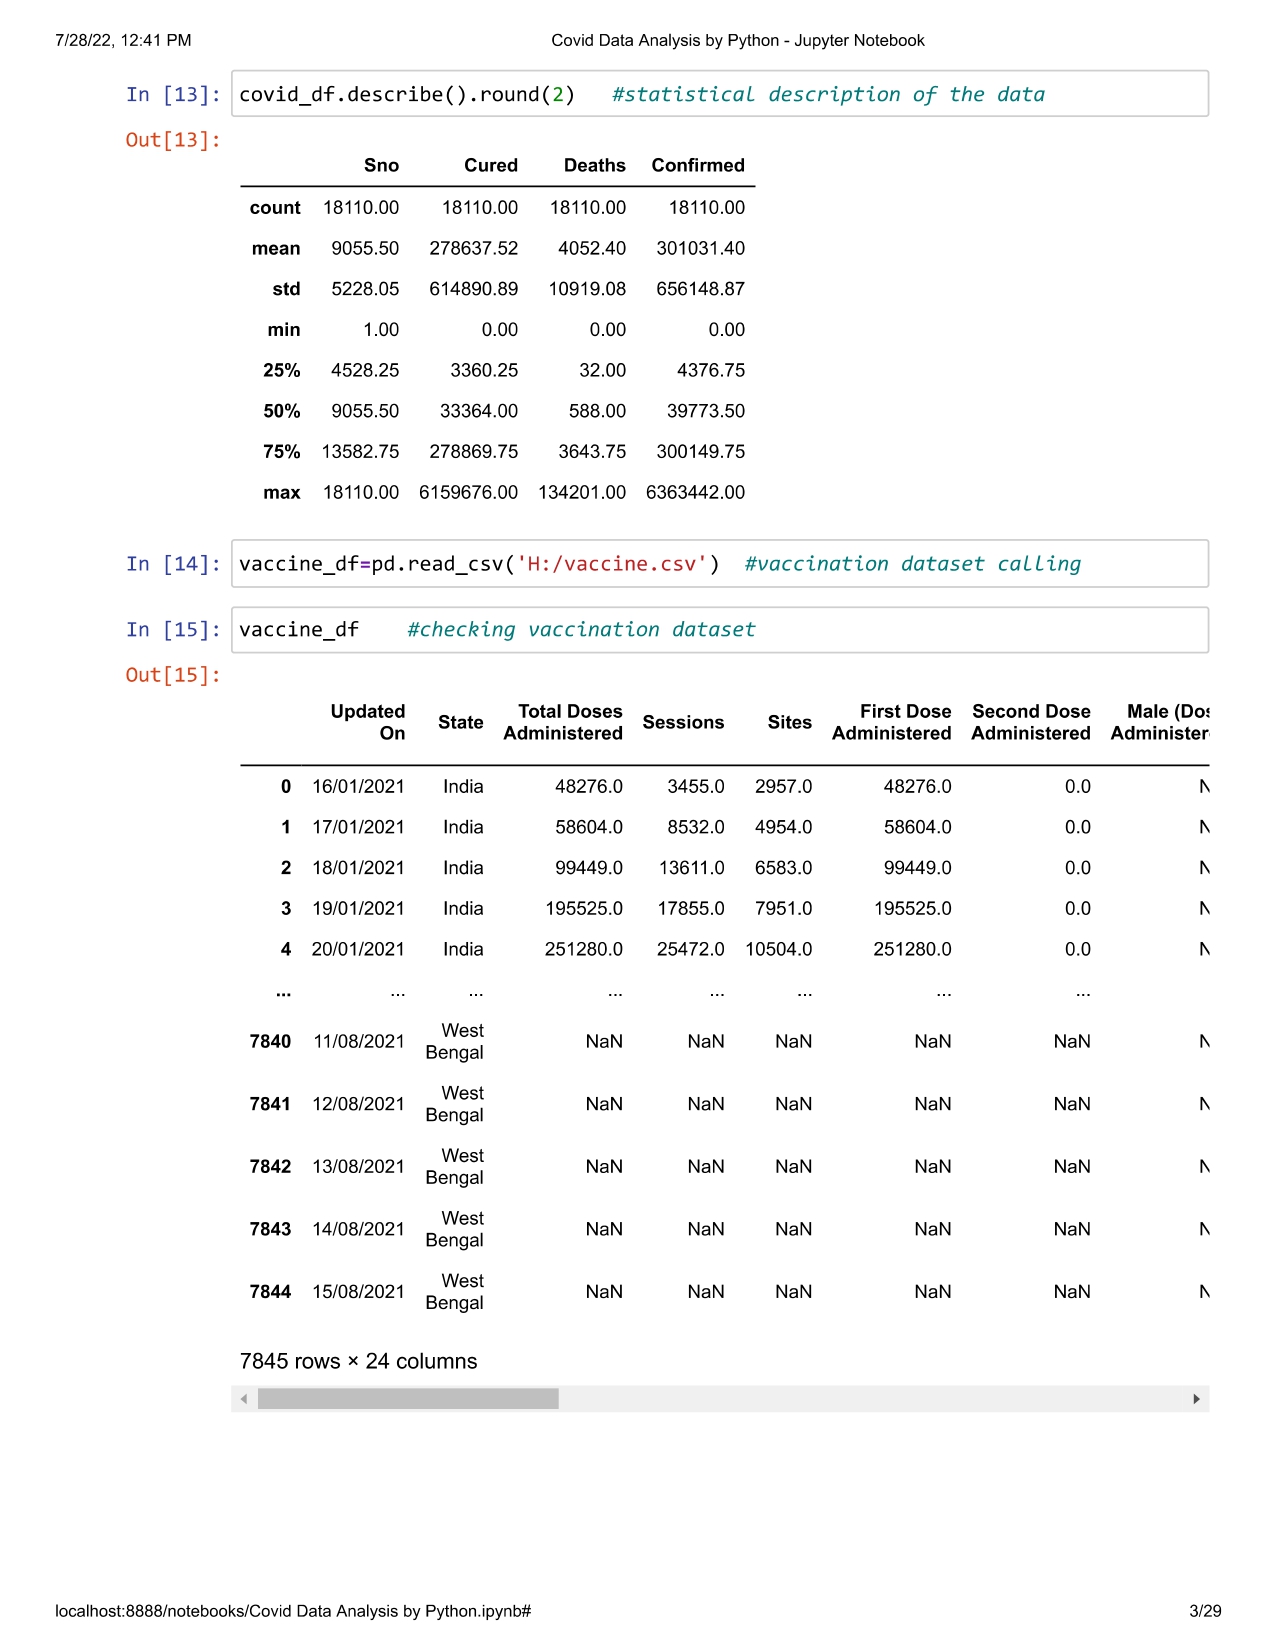 7/28/22, 12:41 PM Covid Data Analysis by Python - Jupyter Notebook
In [13]: covid_df.describe().round(2) #statistical description of the data
Out[13]:
Sno Cured Deaths Confirmed
count 18110.00 18110.00 18110.00 18110.00
mean 9055.50 278637.52 4052.40 301031.40
std 5228.05 614890.89 10919.08 656148.87
min 1.00 0.00 0.00 0.00
25% 4528.25 3360.25 32.00 4376.75
50% 9055.50 33364.00 588.00 39773.50
75% 13582.75 278869.75 3643.75 300149.75
max 18110.00 6159676.00 134201.00 6363442.00
In [14]: vaccine_df=pd.read_csv('H:/vaccine.csv') #vaccination dataset calling
In [15]: vaccine_df #checking vaccination dataset
Out[15]:
Updated Total Doses First Dose Second Dose Male (Dos
On State Administered Sessions Sites Administered Administered Administer
0 16/01/2021 India 48276.0 3455.0 2957.0 48276.0 0.0 N
1 17/01/2021 India 58604.0 8532.0 4954.0 58604.0 0.0 N
2 18/01/2021 India 99449.0 13611.0 6583.0 99449.0 0.0 N
3 19/01/2021 India 195525.0 17855.0 7951.0 195525.0 0.0 N
4 20/01/2021 India 251280.0 25472.0 10504.0 251280.0 0.0 N
... ... ... ... ... ... ... ...
7840 11/08/2021 West Bengal NaN NaN NaN NaN NaN N
7841 12/08/2021 West Bengal NaN NaN NaN NaN NaN N
7842 13/08/2021 West Bengal NaN NaN NaN NaN NaN N
7843 14/08/2021 West Bengal NaN NaN NaN NaN NaN N
7844 15/08/2021 West Bengal NaN NaN NaN NaN NaN N
7845 rows × 24 columns
localhost:8888/notebooks/Covid Data Analysis by Python.ipynb# 3/29